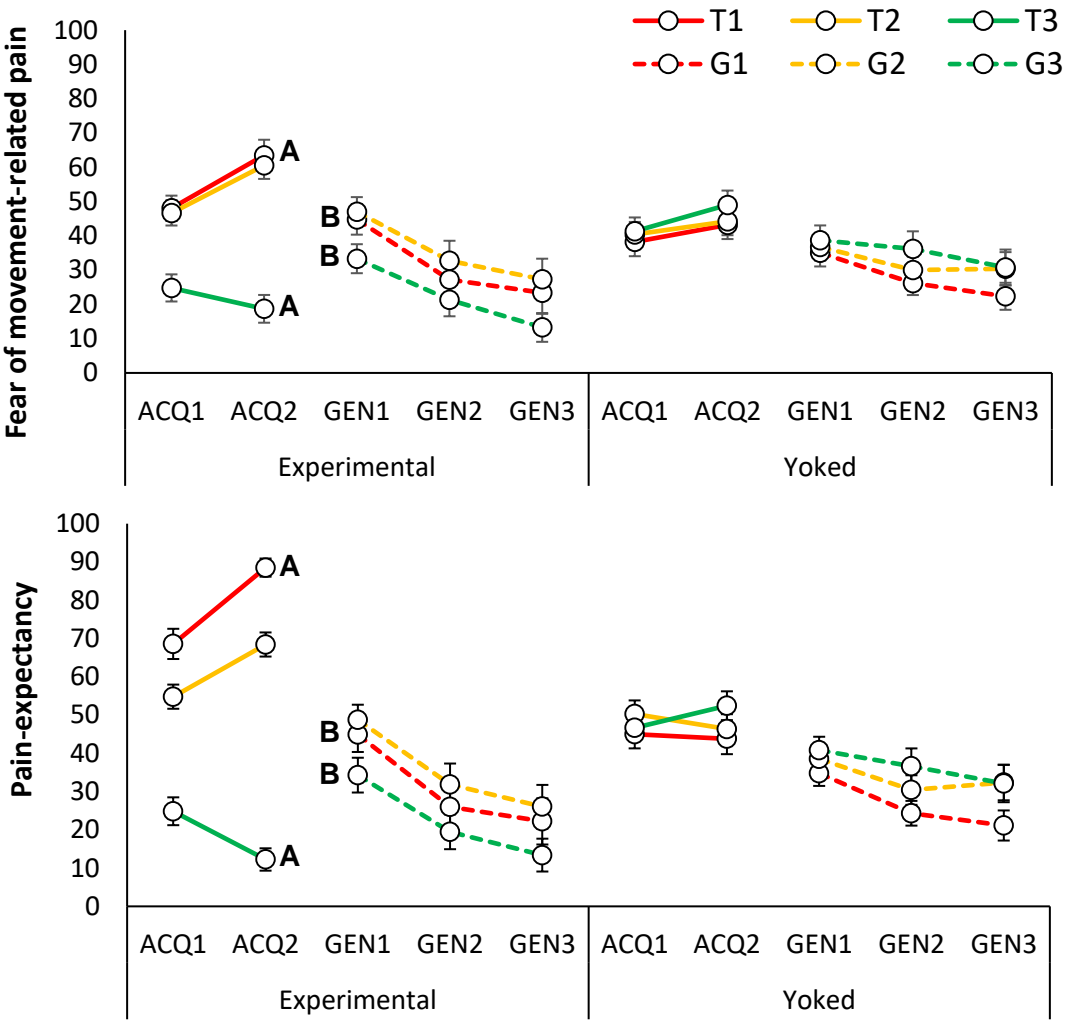 T1 T2 T3
G1 G2 G3
Fear of movement-related pain
100
90
80
70
60
50
40
30
20
10
0
A
A
B
B
ACQ1 ACQ2 GEN1 GEN2 GEN3 ACQ1 ACQ2 GEN1 GEN2 GEN3
Experimental Yoked
Pain-expectancy
100
90
80
70
60
50
40
30
20
10
0
A
A
B
B
ACQ1 ACQ2 GEN1 GEN2 GEN3 ACQ1 ACQ2 GEN1 GEN2 GEN3
Experimental Yoked